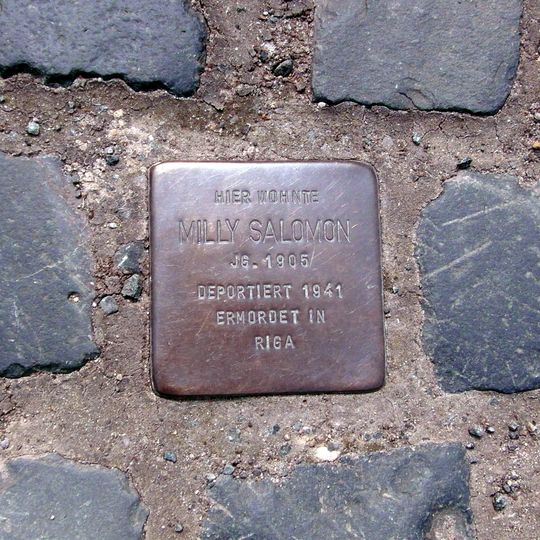 HIER WOHNTE
MILLY SALOMON
JG. 1905
DEPORTIERT 1941
ERMORDET IN
RIGA